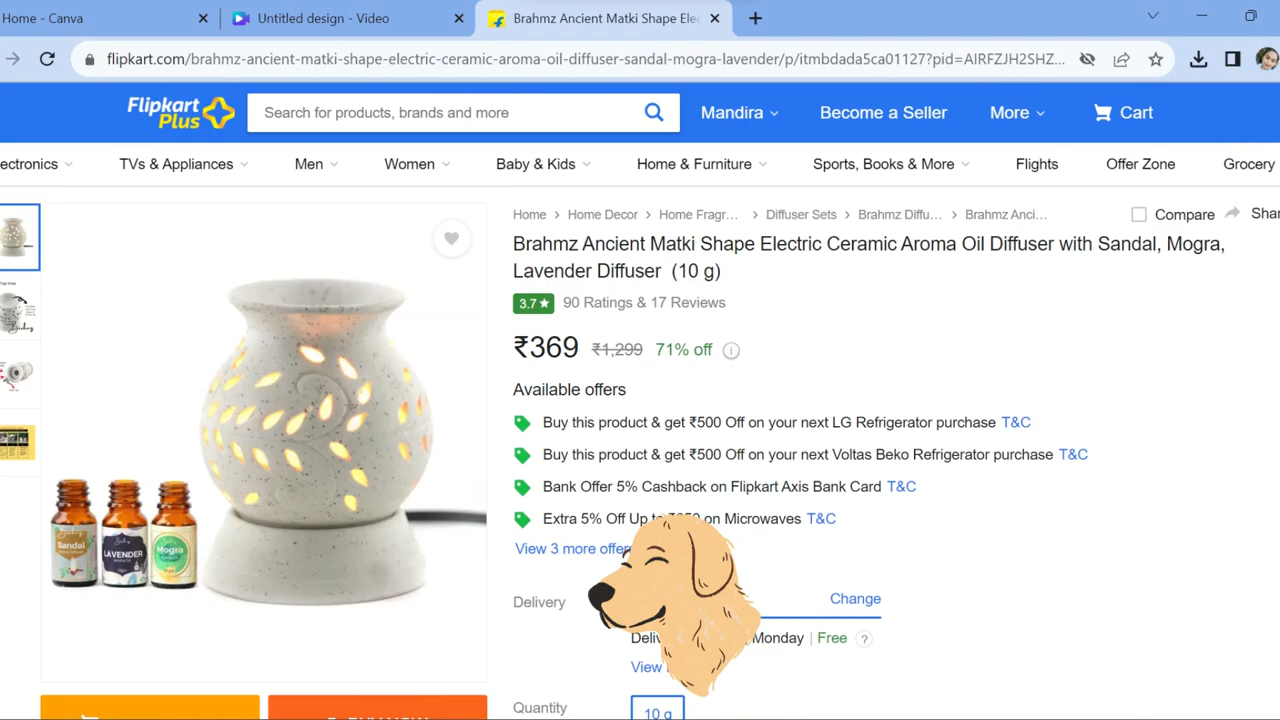 Home - Canva
Untitled design - Video
Brahmz Ancient Matki Shape Elec
flipkart.com/brahmz-ancient-matki-shape-electric-ceramic-aroma-oil-diffuser-sandal-mogra-lavender/p/itmbdada5ca01127?pid=AIRFZJH2SHZ...
Flipkart
Plus
Search for products, brands and more
Mandira
Become a Seller
More
Cart
ectronics
TVs & Appliances
Men
Women
Baby & Kids
Home & Furniture
Sports, Books & More
Flights
Offer Zone
Grocery
Home
Home Decor
Home Fragr...
Diffuser Sets
Brahmz Diffu...
Brahmz Anci...
Compare
Shar
Brahmz Ancient Matki Shape Electric Ceramic Aroma Oil Diffuser with Sandal, Mogra,
Lavender Diffuser (10 g)
3.7★ 90 Ratings & 17 Reviews
₹369 ₹1,299 71% off
Available offers
Buy this product & get ₹500 Off on your next LG Refrigerator purchase T&C
Buy this product & get ₹500 Off on your next Voltas Beko Refrigerator purchase T&C
Bank Offer 5% Cashback on Flipkart Axis Bank Card T&C
Extra 5% Off Up on Microwaves T&C
View 3 more offers
Sandal
LAVENDER
Mogra
Delivery
Change
Monday | Free ?
View
Quantity
10 g
BUY NOW